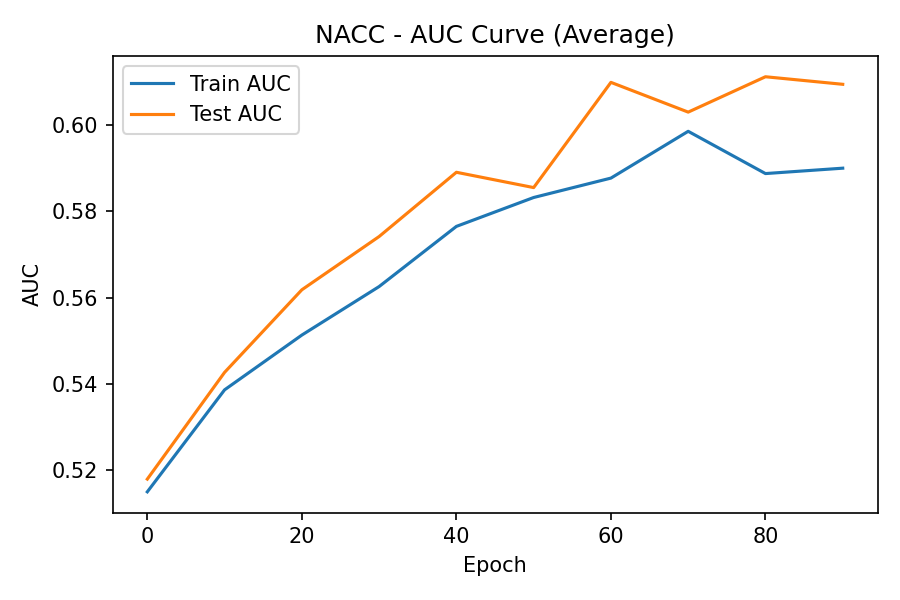 NACC - AUC Curve (Average)
Train AUC
Test AUC
AUC
0.60
0.58
0.56
0.54
0.52
0
20
40
60
80
Epoch